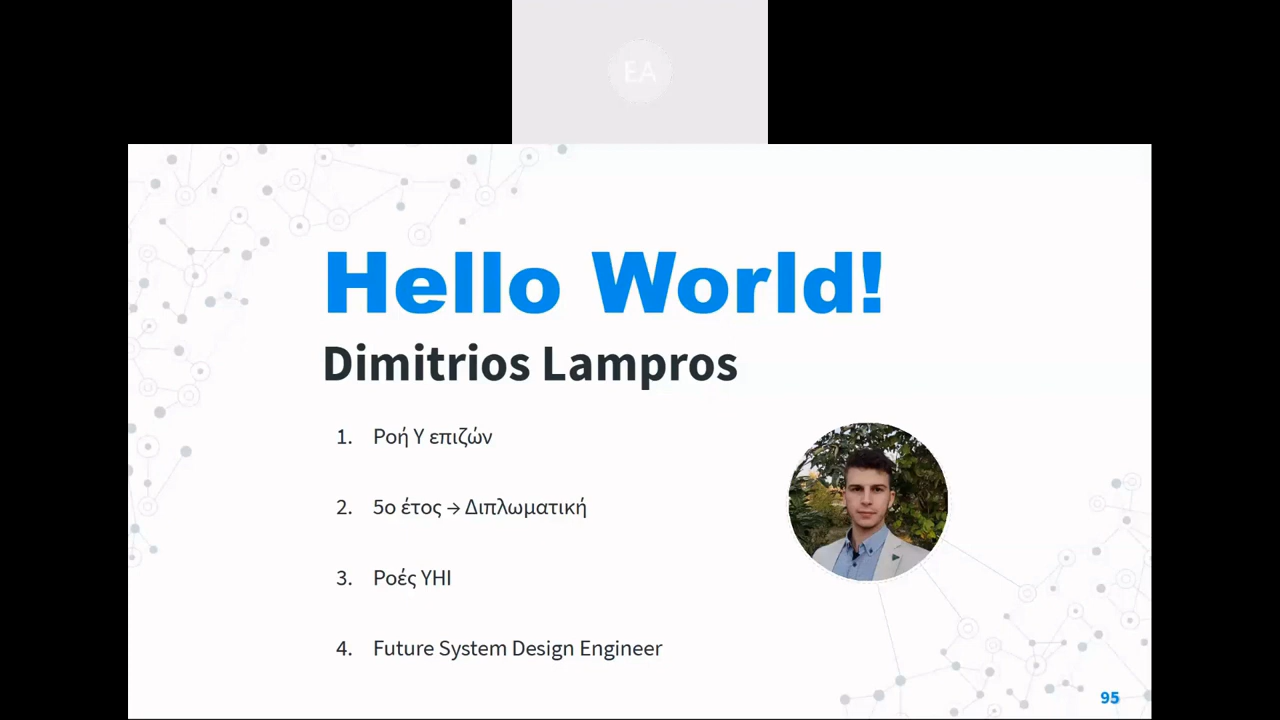 EA
Hello World!
Dimitrios Lampros
1. Ροή Υ επιζών
2. 5ο έτος → Διπλωματική
3. Ροές ΥΗΙ
4. Future System Design Engineer
95